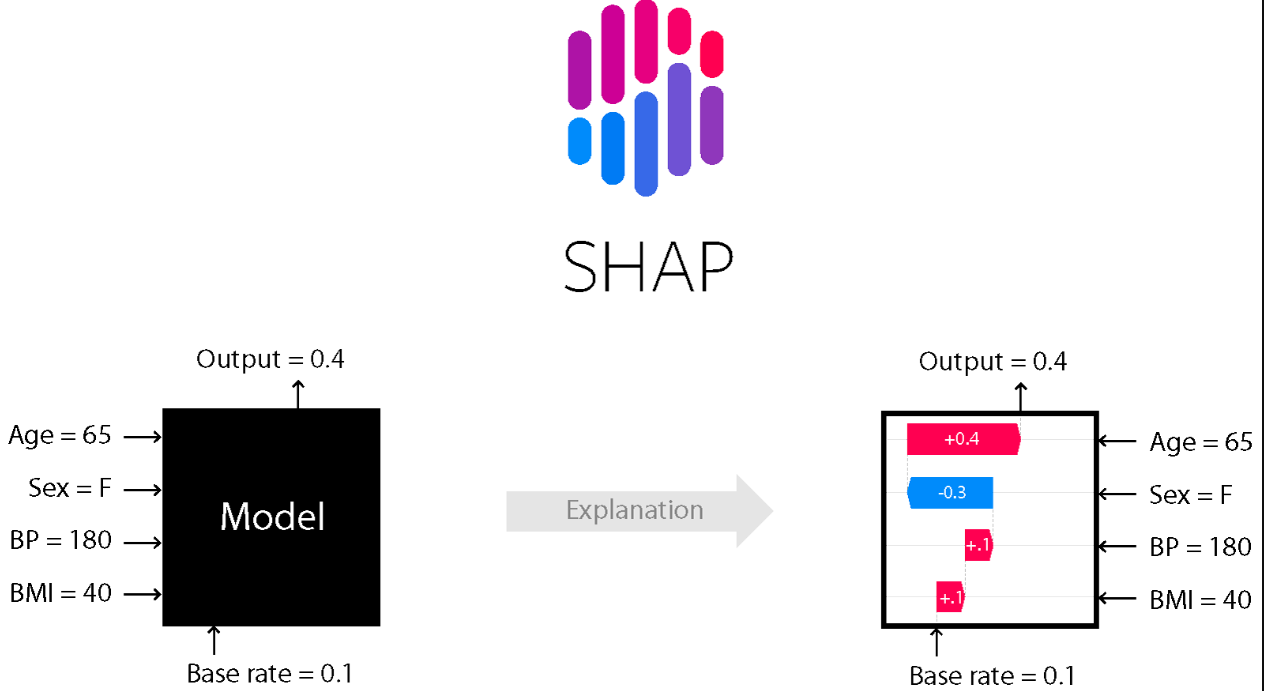 SHAP
Output = 0.4
Age = 65
Sex = F
BP = 180
BMI = 40
Model
Base rate = 0.1
Explanation
Output = 0.4
+0.4
Age = 65
-0.3
Sex = F
+.1
BP = 180
+.1
BMI = 40
Base rate = 0.1